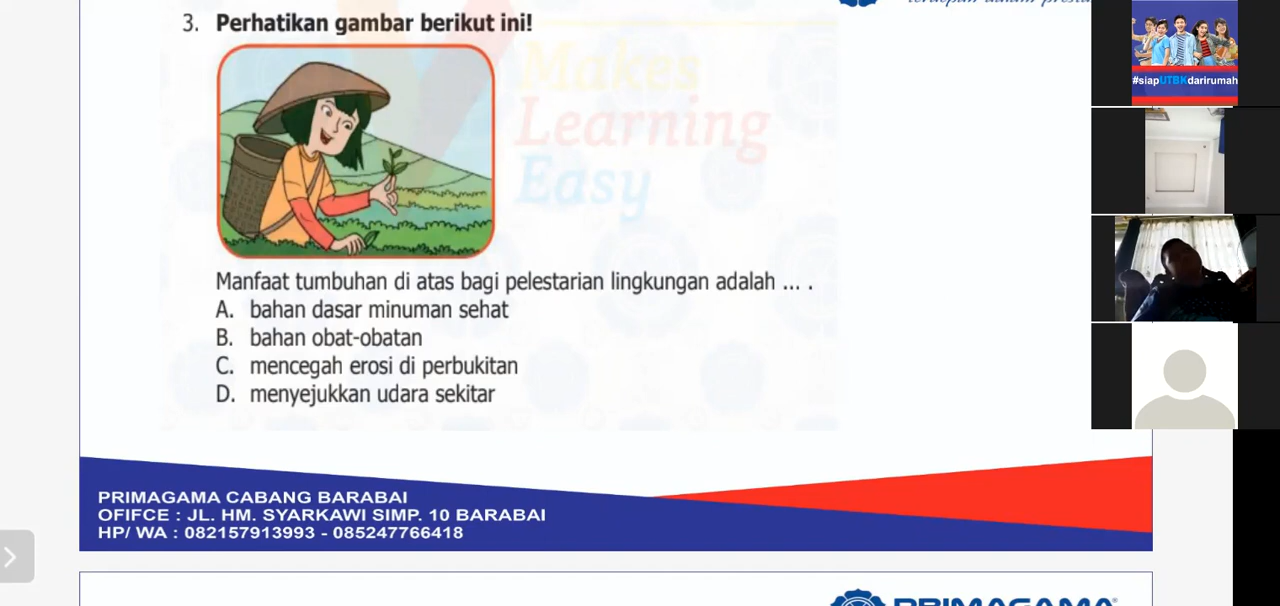 3. Perhatikan gambar berikut ini!
Makes
Learning
Easy
Manfaat tumbuhan di atas bagi pelestarian lingkungan adalah ... .
A. bahan dasar minuman sehat
B. bahan obat-obatan
C. mencegah erosi di perbukitan
D. menyejukkan udara sekitar
PRIMAGAMA CABANG BARABAI
OFIFCE : JL. HM. SYARKAWI SIMP. 10 BARABAI
HP/ WA : 082157913993 - 085247766418
PRIMAGAMA
#siapUTBKdarirumah